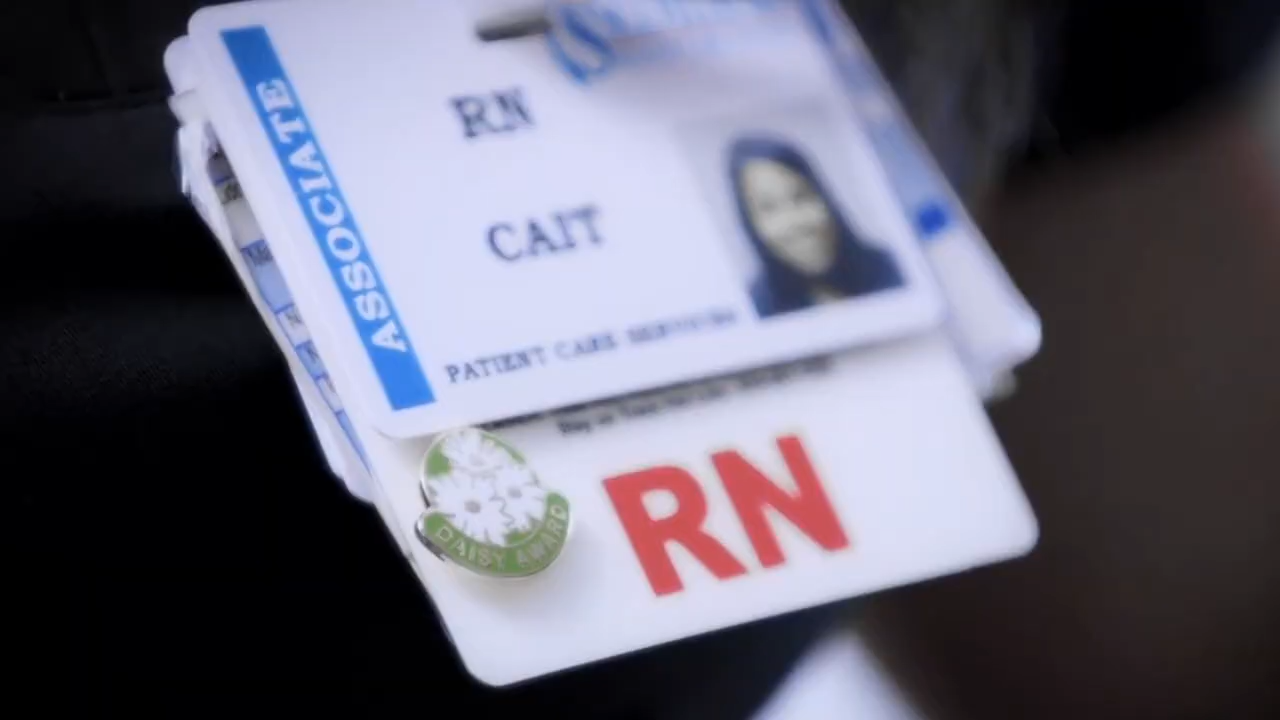 ASSOCIATE
RN
CAIT
PATIENT CARE SERVICES
RN
DAISY AWARD